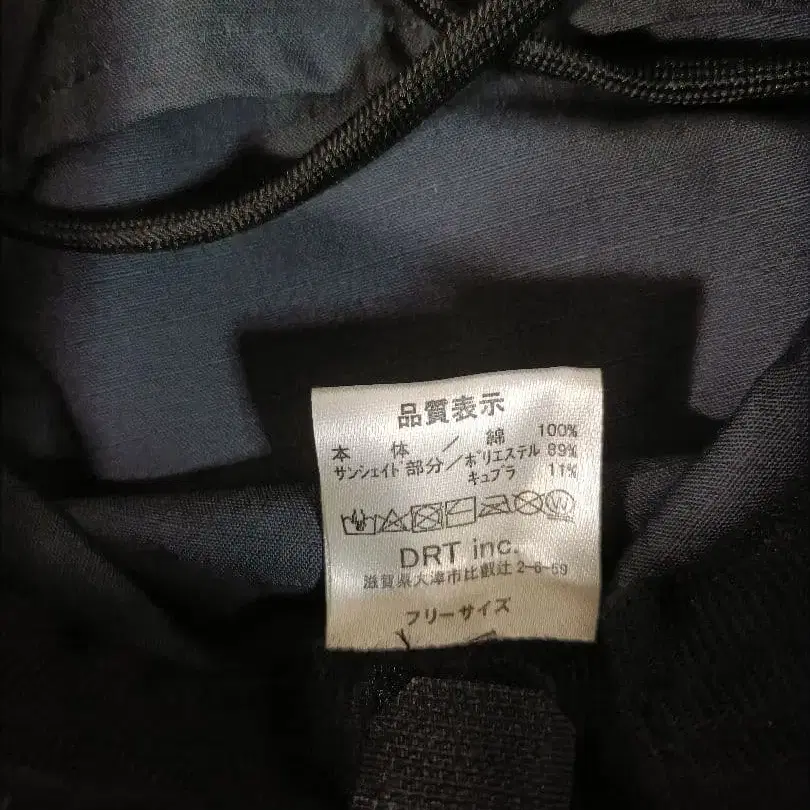 品質表示
本 体 / 綿 100%
サンシェイト 部分 / ポリエステル 89%
キュプラ 11%
DRT inc.
滋賀県大津市比叡辻2-6-59
フリーサイズ